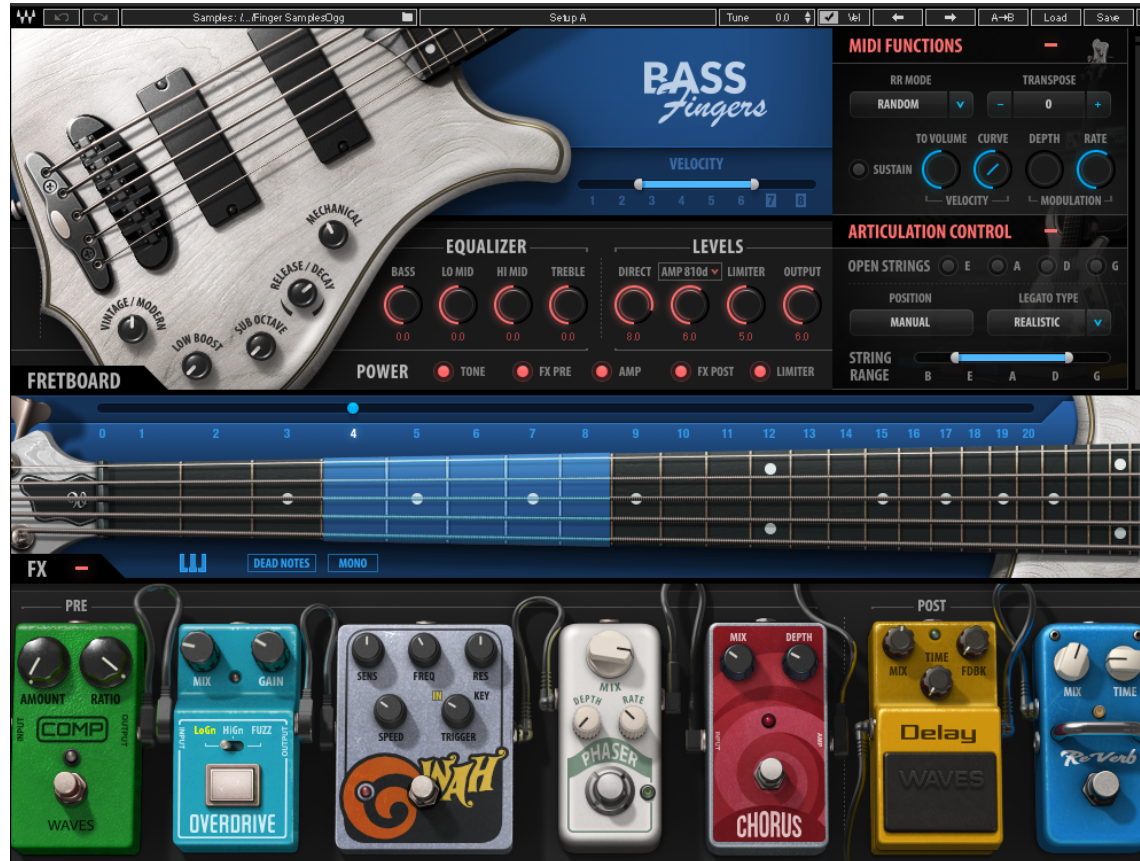 Samples: /.../Finger SamplesOgg
Setup A
Tune 0.0
Vel
A→B
Load
Save
BASS
Fingers
VELOCITY
1 2 3 4 5 6 7 8
MECHANICAL
RELEASE / DECAY
SUB OCTAVE
LOW BOOST
VINTAGE / MODERN
EQUALIZER
BASS LO MID HI MID TREBLE
0.0 0.0 0.0 0.0
LEVELS
DIRECT AMP 810d LIMITER OUTPUT
8.0 6.0 5.0 6.0
POWER TONE FX PRE AMP FX POST LIMITER
MIDI FUNCTIONS
RR MODE TRANSPOSE
RANDOM v - 0 +
TO VOLUME CURVE DEPTH RATE
SUSTAIN
VELOCITY MODULATION
ARTICULATION CONTROL
OPEN STRINGS E A D G
POSITION LEGATO TYPE
MANUAL REALISTIC v
STRING
RANGE
B E A D G
FRETBOARD
0 1 2 3 4 5 6 7 8 9 10 11 12 13 14 15 16 17 18 19 20
FX
DEAD NOTES MONO
PRE
POST
AMOUNT RATIO
INPUT
COMP
OUTPUT
WAVES
MIX GAIN
LoGn HiGn FUZZ
INPUT
OUTPUT
OVERDRIVE
SENS FREQ RES
IN KEY
SPEED TRIGGER
WAH
MIX
DEPTH RATE
PHASER
MIX DEPTH
INPUT
AMP
CHORUS
MIX TIME FDBK
Delay
WAVES
MIX TIME
ReVerb